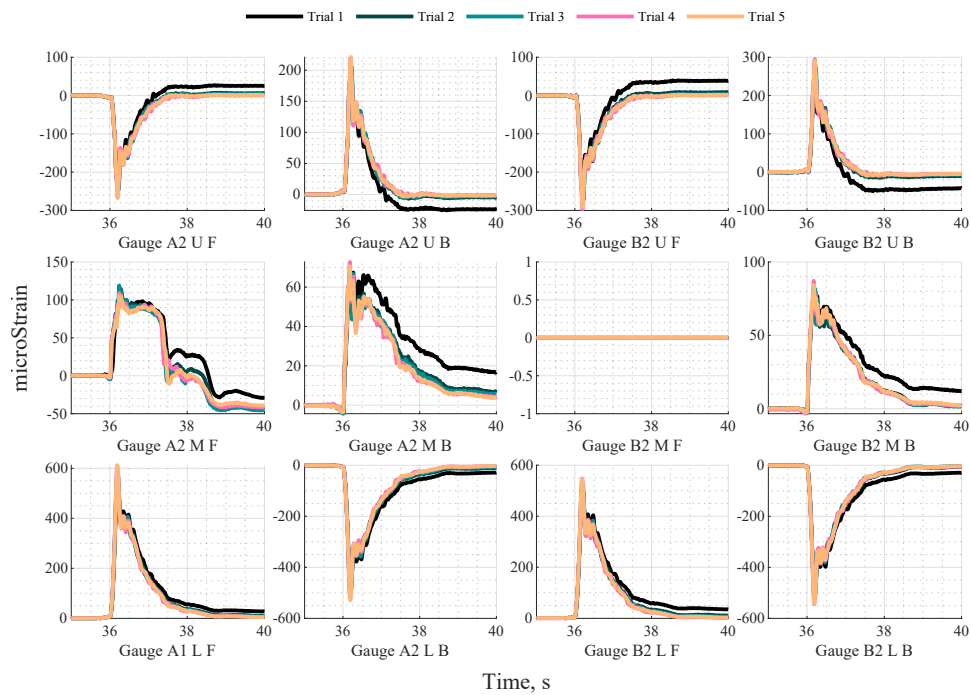 Trial 1 Trial 2 Trial 3 Trial 4 Trial 5
100
0
-100
-200
-300
36 38 40
Gauge A2 U F
200
150
100
50
0
36 38 40
Gauge A2 U B
100
0
-100
-200
-300
36 38 40
Gauge B2 U F
300
200
100
0
-100
36 38 40
Gauge B2 U B
microStrain
150
100
50
0
-50
36 38 40
Gauge A2 M F
60
40
20
0
36 38 40
Gauge A2 M B
1
0.5
0
-0.5
-1
36 38 40
Gauge B2 M F
100
50
0
36 38 40
Gauge B2 M B
600
400
200
0
36 38 40
Gauge A1 L F
0
-200
-400
-600
36 38 40
Gauge A2 L B
600
400
200
0
36 38 40
Gauge B2 L F
0
-200
-400
-600
36 38 40
Gauge B2 L B
Time, s